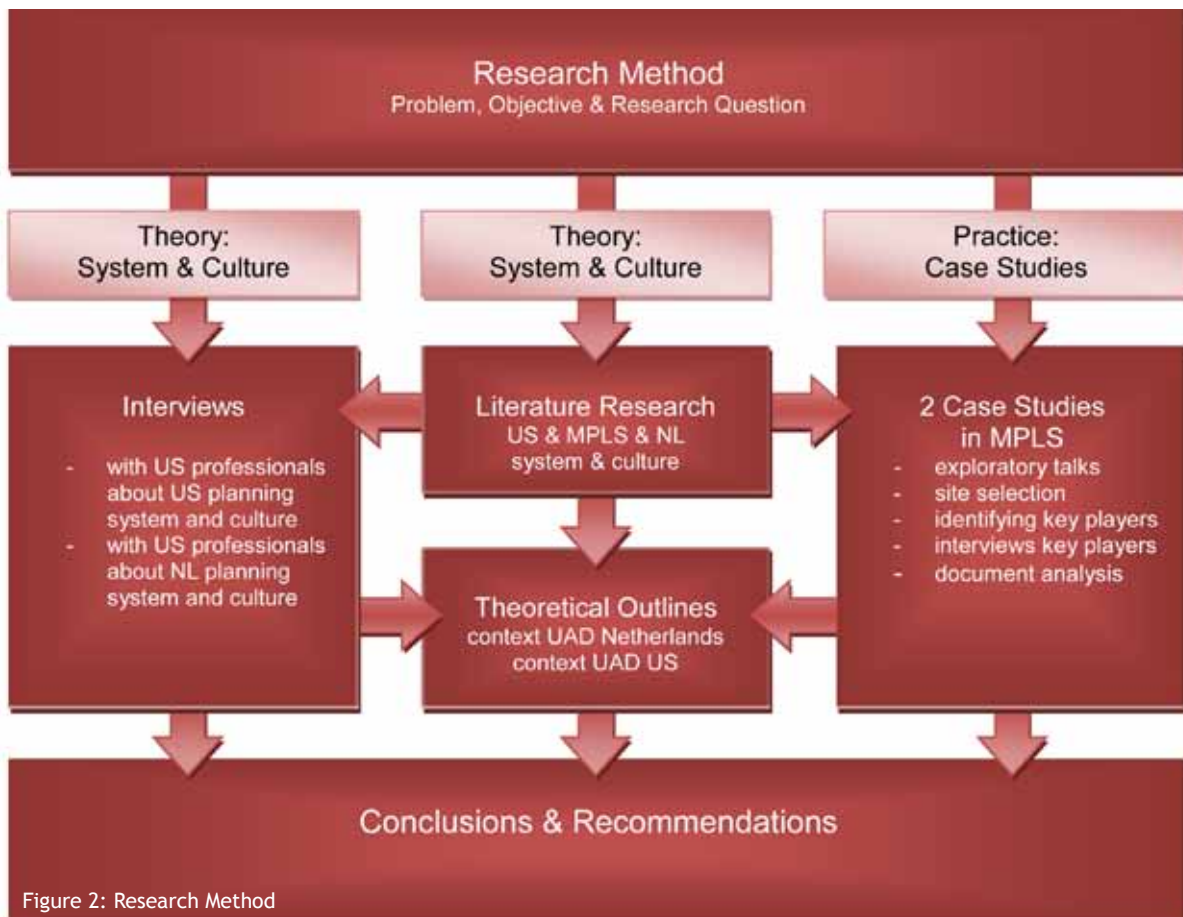 Research Method
Problem, Objective & Research Question
Theory:
System & Culture
Theory:
System & Culture
Practice:
Case Studies
Interviews
- with US professionals
about US planning
system and culture
- with US professionals
about NL planning
system and culture
Literature Research
US & MPLS & NL
system & culture
Theoretical Outlines
context UAD Netherlands
context UAD US
2 Case Studies
in MPLS
- exploratory talks
- site selection
- identifying key players
- interviews key players
- document analysis
Conclusions & Recommendations
Figure 2: Research Method